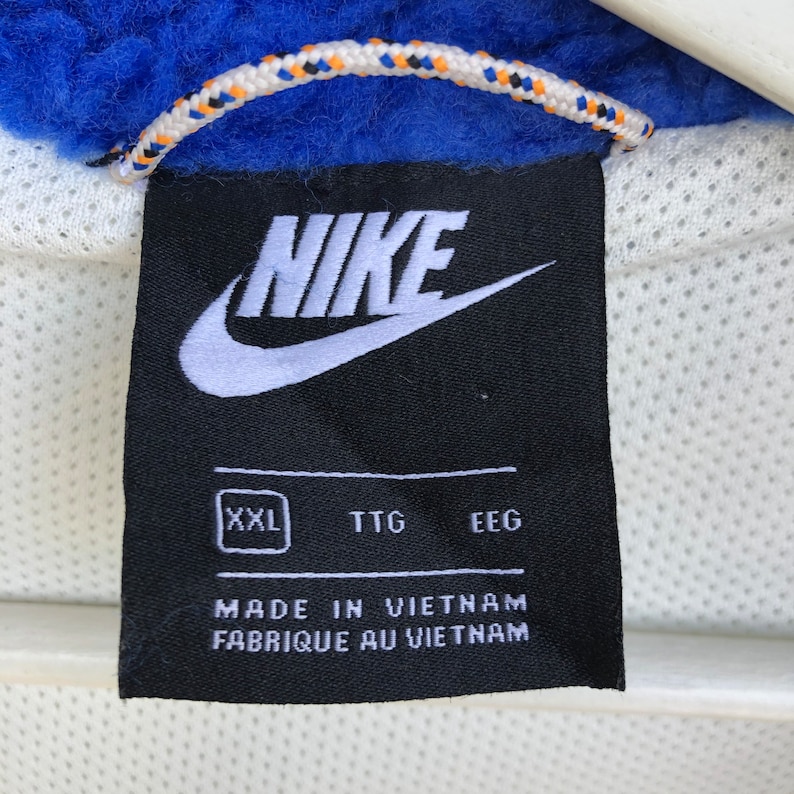 NIKE
XXL TTG EEG
MADE IN VIETNAM
FABRIQUE AU VIETNAM